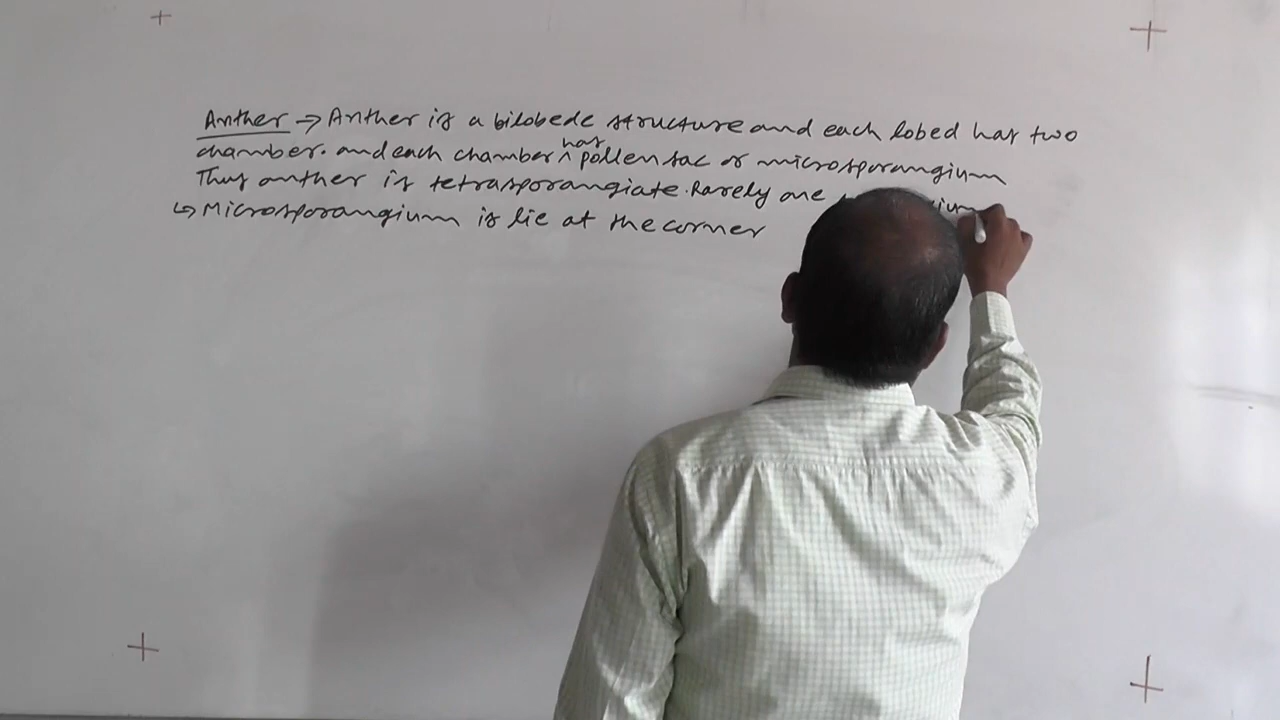 Anther → Anther is a bilobede structure and each lobed has two
chamber. and each chamber ^ has pollen sac or microsporangium
Thus anther is tetrasporangiate. Rarely one
↳ Microsporangium is lie at the corner